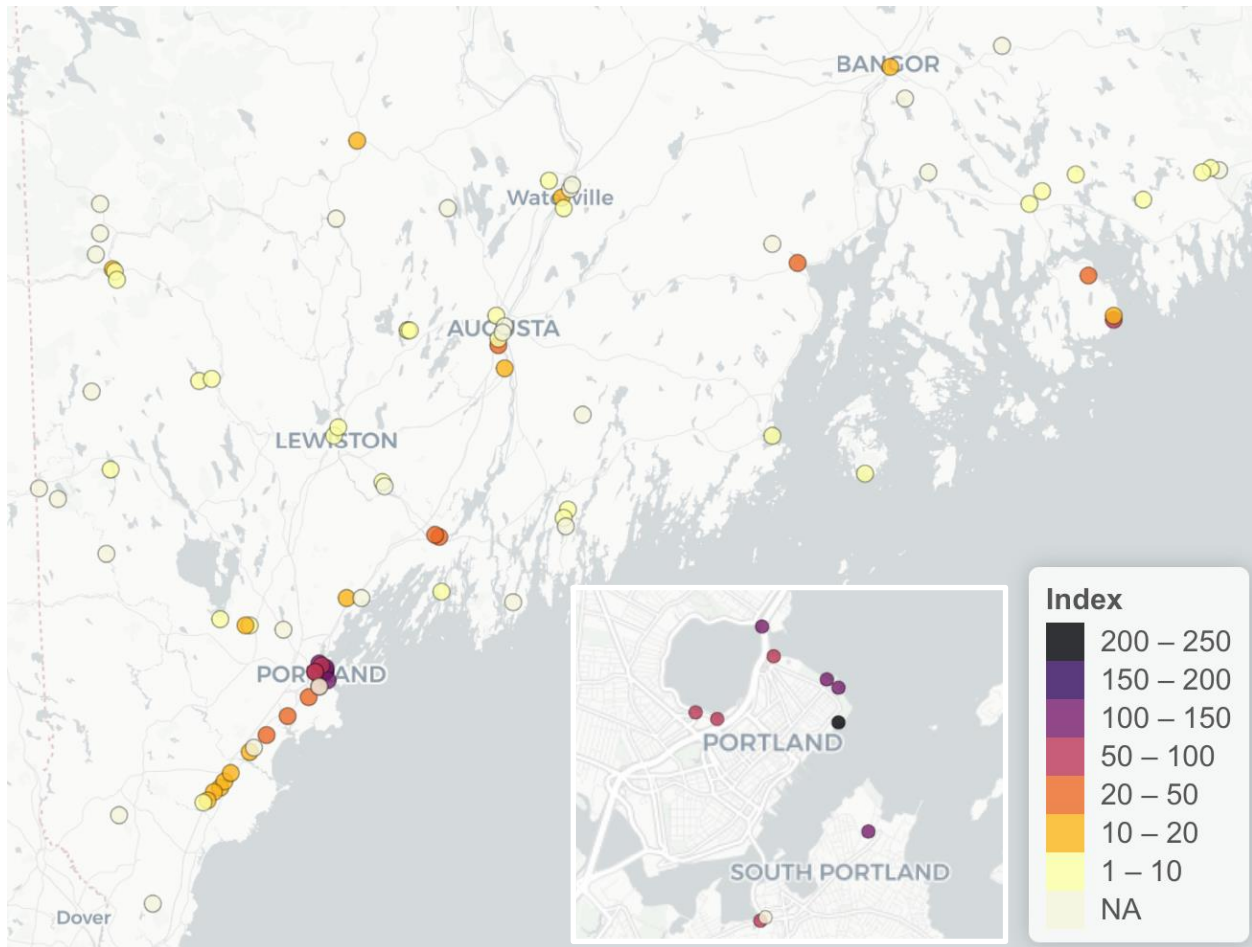 BANGOR
Waterville
AUGUSTA
LEWISTON
PORTLAND
Dover
PORTLAND
SOUTH PORTLAND
Index
200 – 250
150 – 200
100 – 150
50 – 100
20 – 50
10 – 20
1 – 10
NA